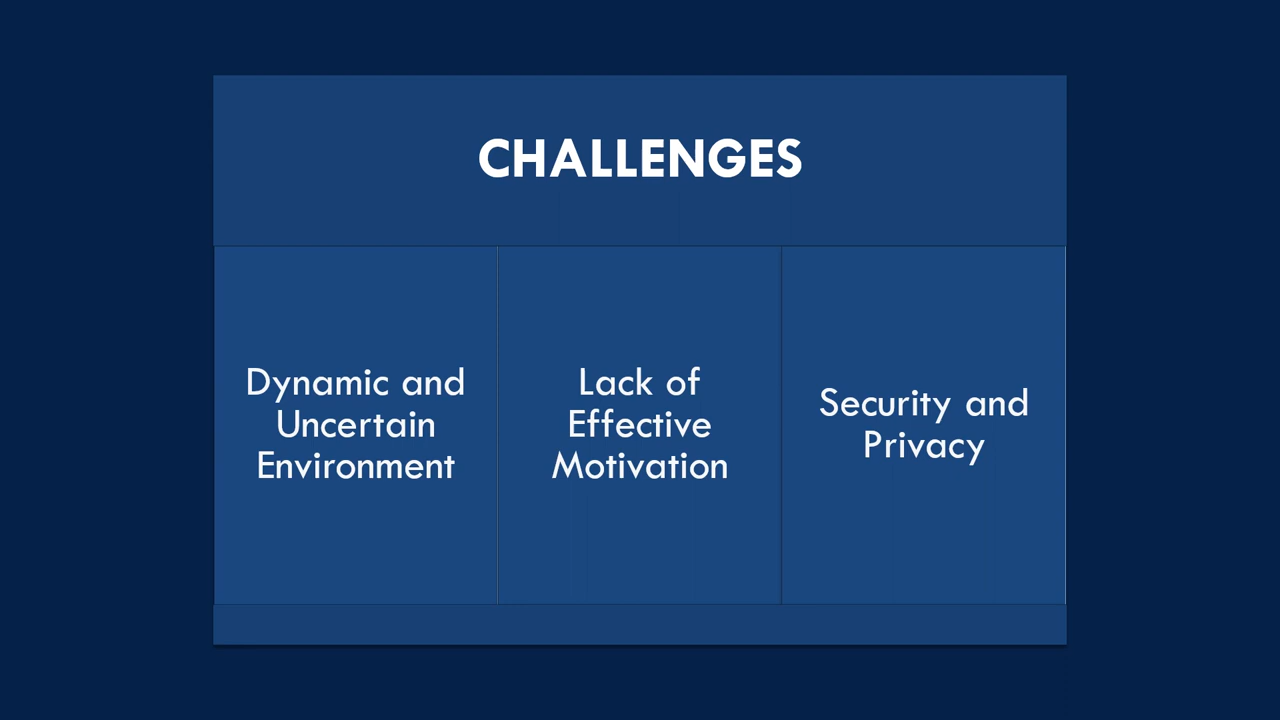 CHALLENGES
Dynamic and
Uncertain
Environment
Lack of
Effective
Motivation
Security and
Privacy